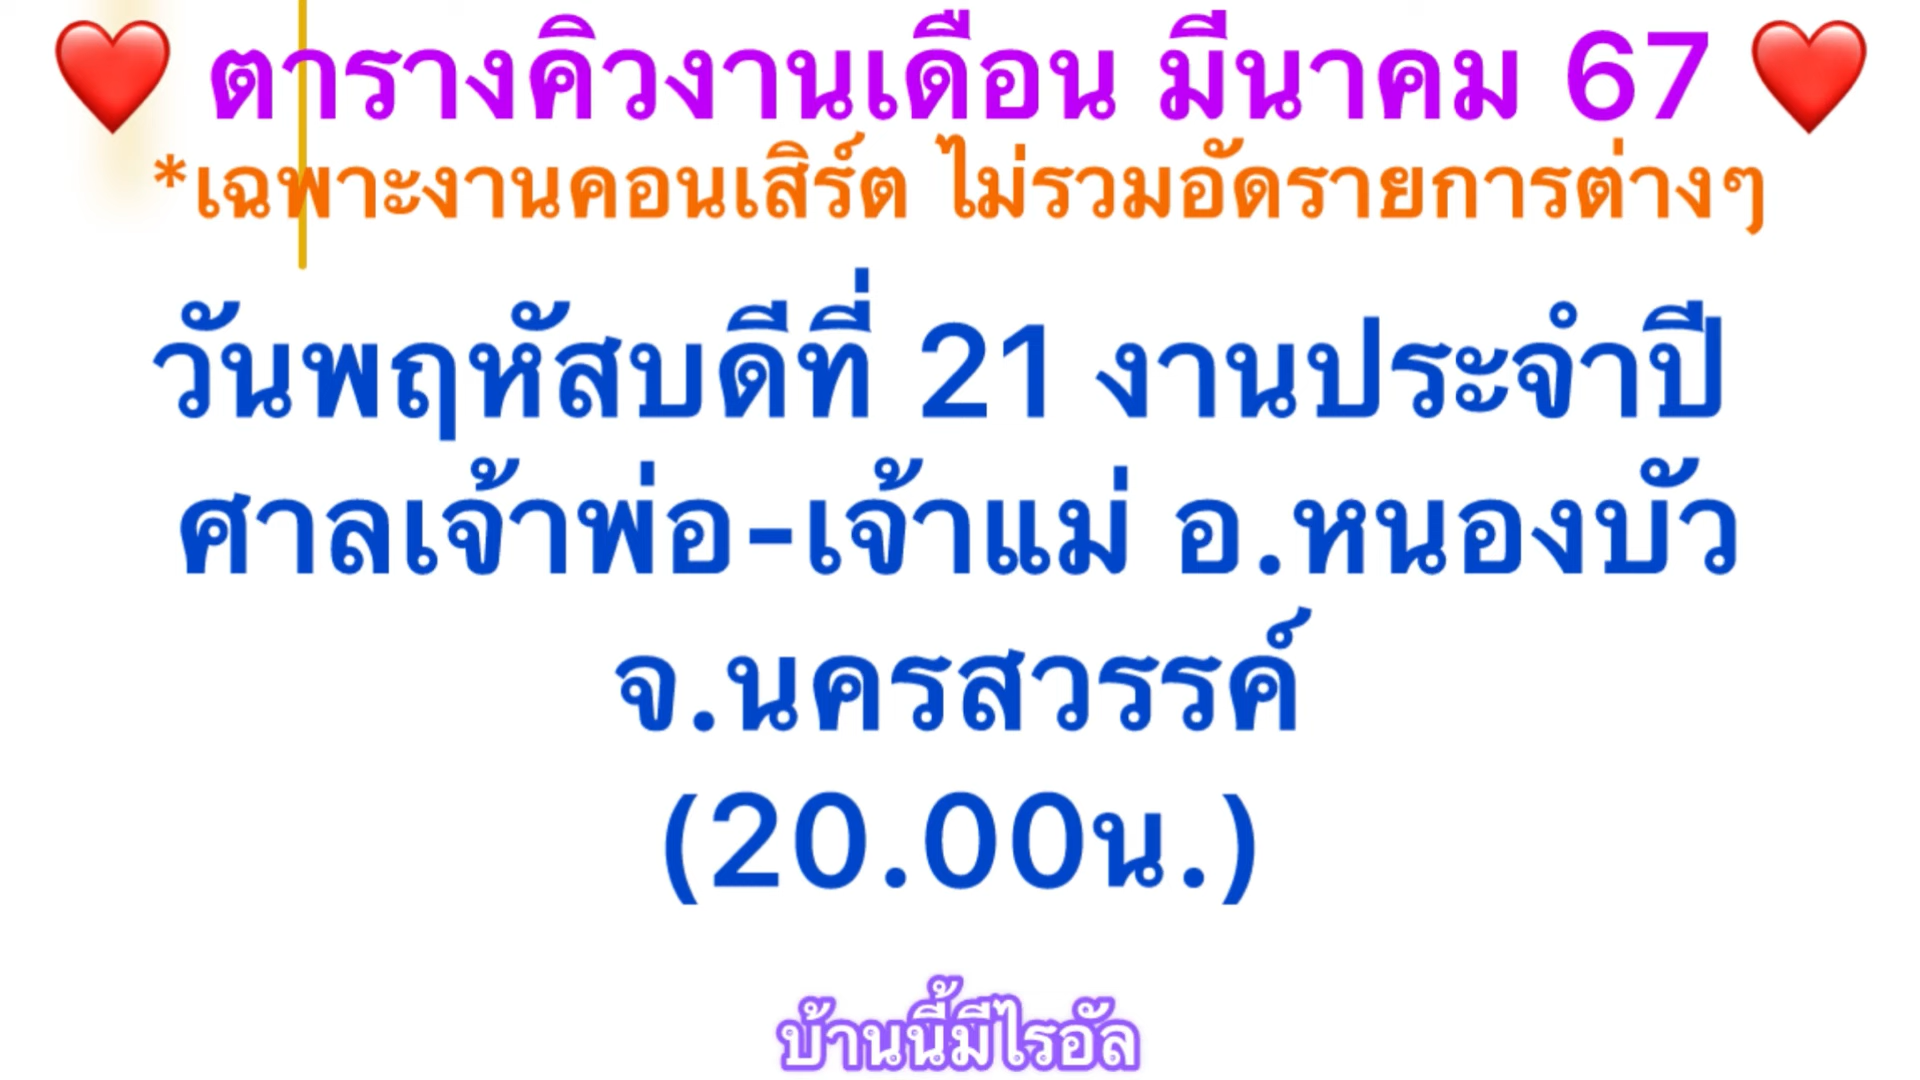 ❤️ ตารางคิวงานเดือน มีนาคม 67 ❤️
*เฉพาะงานคอนเสิร์ต ไม่รวมอัดรายการต่างๆ
วันพฤหัสบดีที่ 21 งานประจำปี
ศาลเจ้าพ่อ-เจ้าแม่ อ.หนองบัว
จ.นครสวรรค์
(20.00น.)
บ้านนี้มีไรอัล